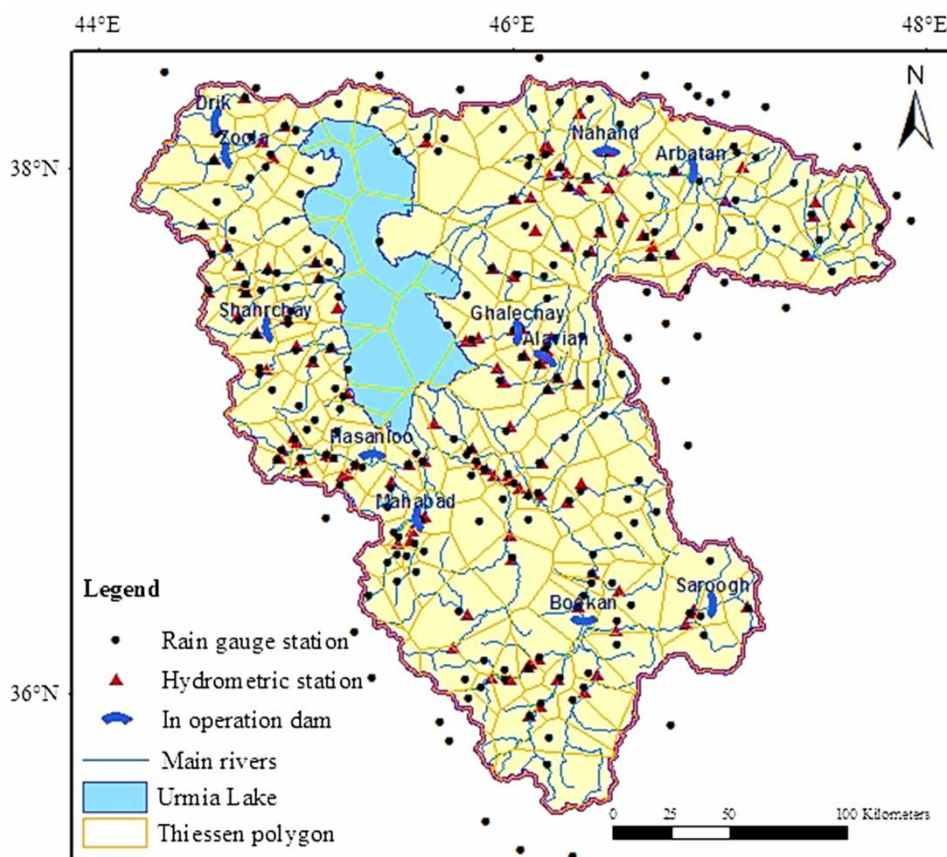 44°E 46°E 48°E
N
Drik
Zoola
Nahand
Arbatan
38°N
Shahrchay
Ghalechay
Alavian
Hasanloo
Mahabad
Saroogh
Bookan
Legend
Rain gauge station
Hydrometric station
36°N
In operation dam
Main rivers
Urmia Lake
Thiessen polygon
0 25 50 100 Kilometers